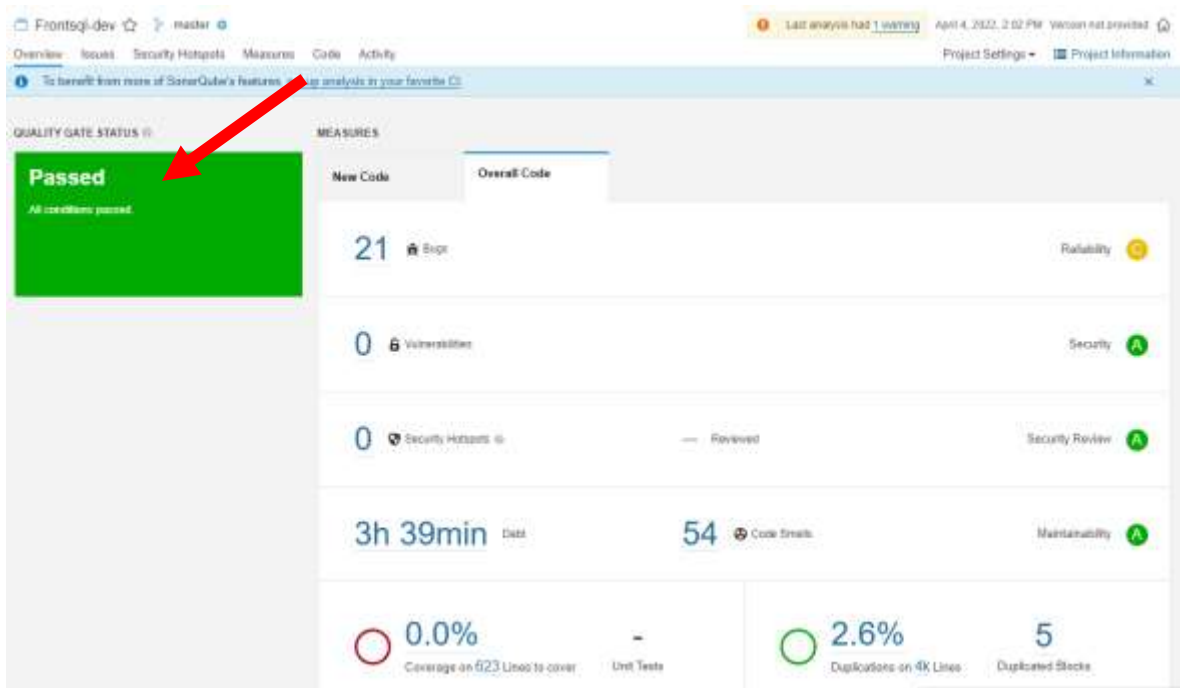 Frontsql-dev master
Last analysis had 1 warning April 4, 2022, 2:02 PM Version not provided
Overview Issues Security Hotspots Measures Code Activity
Project Settings Project Information
To benefit from more of SonarQube's features, up analysis in your favorite CI.
QUALITY GATE STATUS
MEASURES
Passed
All conditions passed.
New Code
Overall Code
21 Bugs
Reliability C
0 Vulnerabilities
Security A
0 Security Hotspots
— Reviewed
Security Review A
3h 39min Debt
54 Code Smells
Maintainability A
0.0%
Coverage on 623 Lines to cover
-
Unit Tests
2.6%
Duplications on 4k Lines
5
Duplicated Blocks